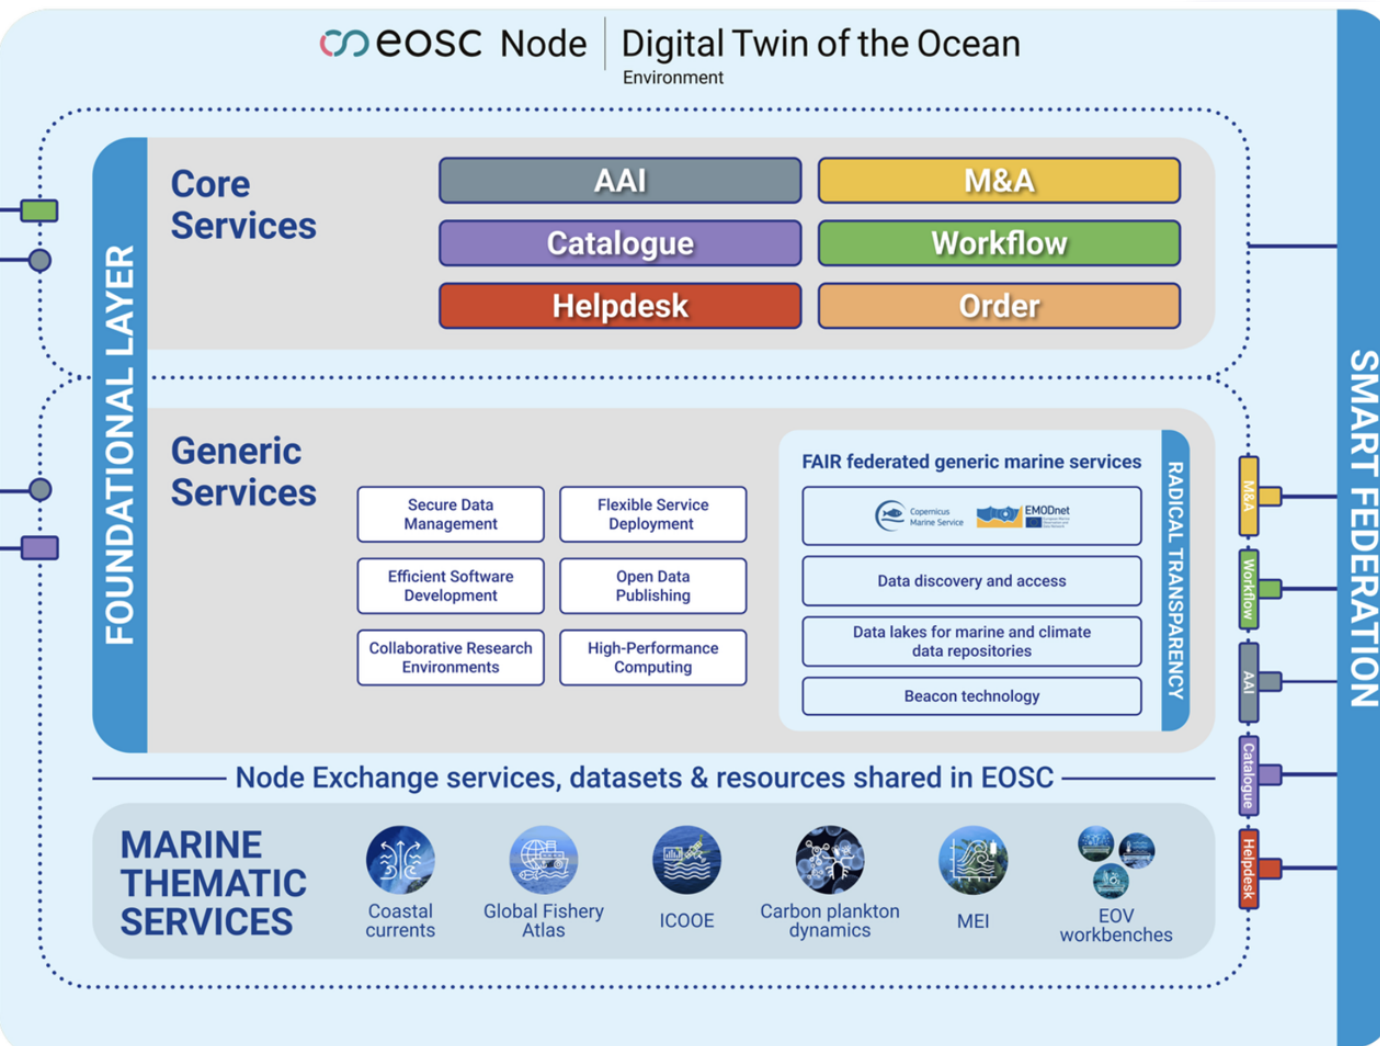 eosc Node
Digital Twin of the Ocean
Environment
FOUNDATIONAL LAYER
Core
Services
AAI
M&A
Catalogue
Workflow
Helpdesk
Order
Generic
Services
Secure Data
Management
Flexible Service
Deployment
Efficient Software
Development
Open Data
Publishing
Collaborative Research
Environments
High-Performance
Computing
FAIR federated generic marine services
Copernicus
Marine Service
EMODnet
Data discovery and access
Data lakes for marine and climate
data repositories
Beacon technology
RADICAL TRANSPARENCY
M&A
Workflow
AAI
Catalogue
Helpdesk
SMART FEDERATION
Node Exchange services, datasets & resources shared in EOSC
MARINE
THEMATIC
SERVICES
Coastal
currents
Global Fishery
Atlas
ICOOE
Carbon plankton
dynamics
MEI
EOV
workbenches